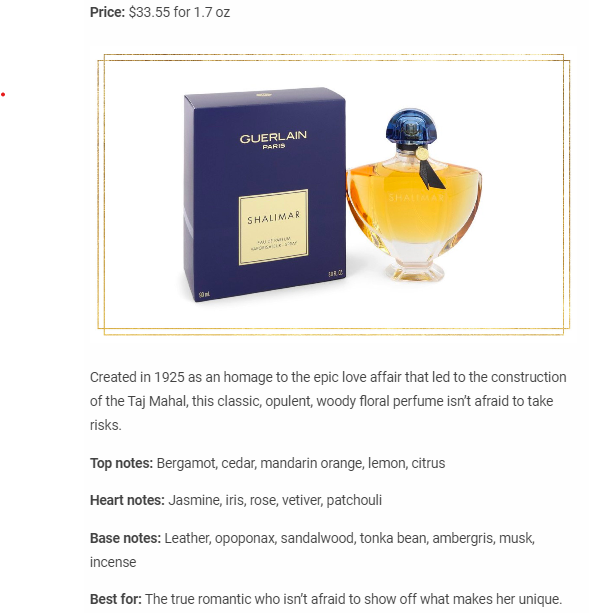 Price: $33.55 for 1.7 oz
GUERLAIN
PARIS
SHALIMAR
EAU DE PARFUM
SHALIMAR
90 ml
Created in 1925 as an homage to the epic love affair that led to the construction
of the Taj Mahal, this classic, opulent, woody floral perfume isn’t afraid to take
risks.
Top notes: Bergamot, cedar, mandarin orange, lemon, citrus
Heart notes: Jasmine, iris, rose, vetiver, patchouli
Base notes: Leather, opoponax, sandalwood, tonka bean, ambergris, musk,
incense
Best for: The true romantic who isn’t afraid to show off what makes her unique.